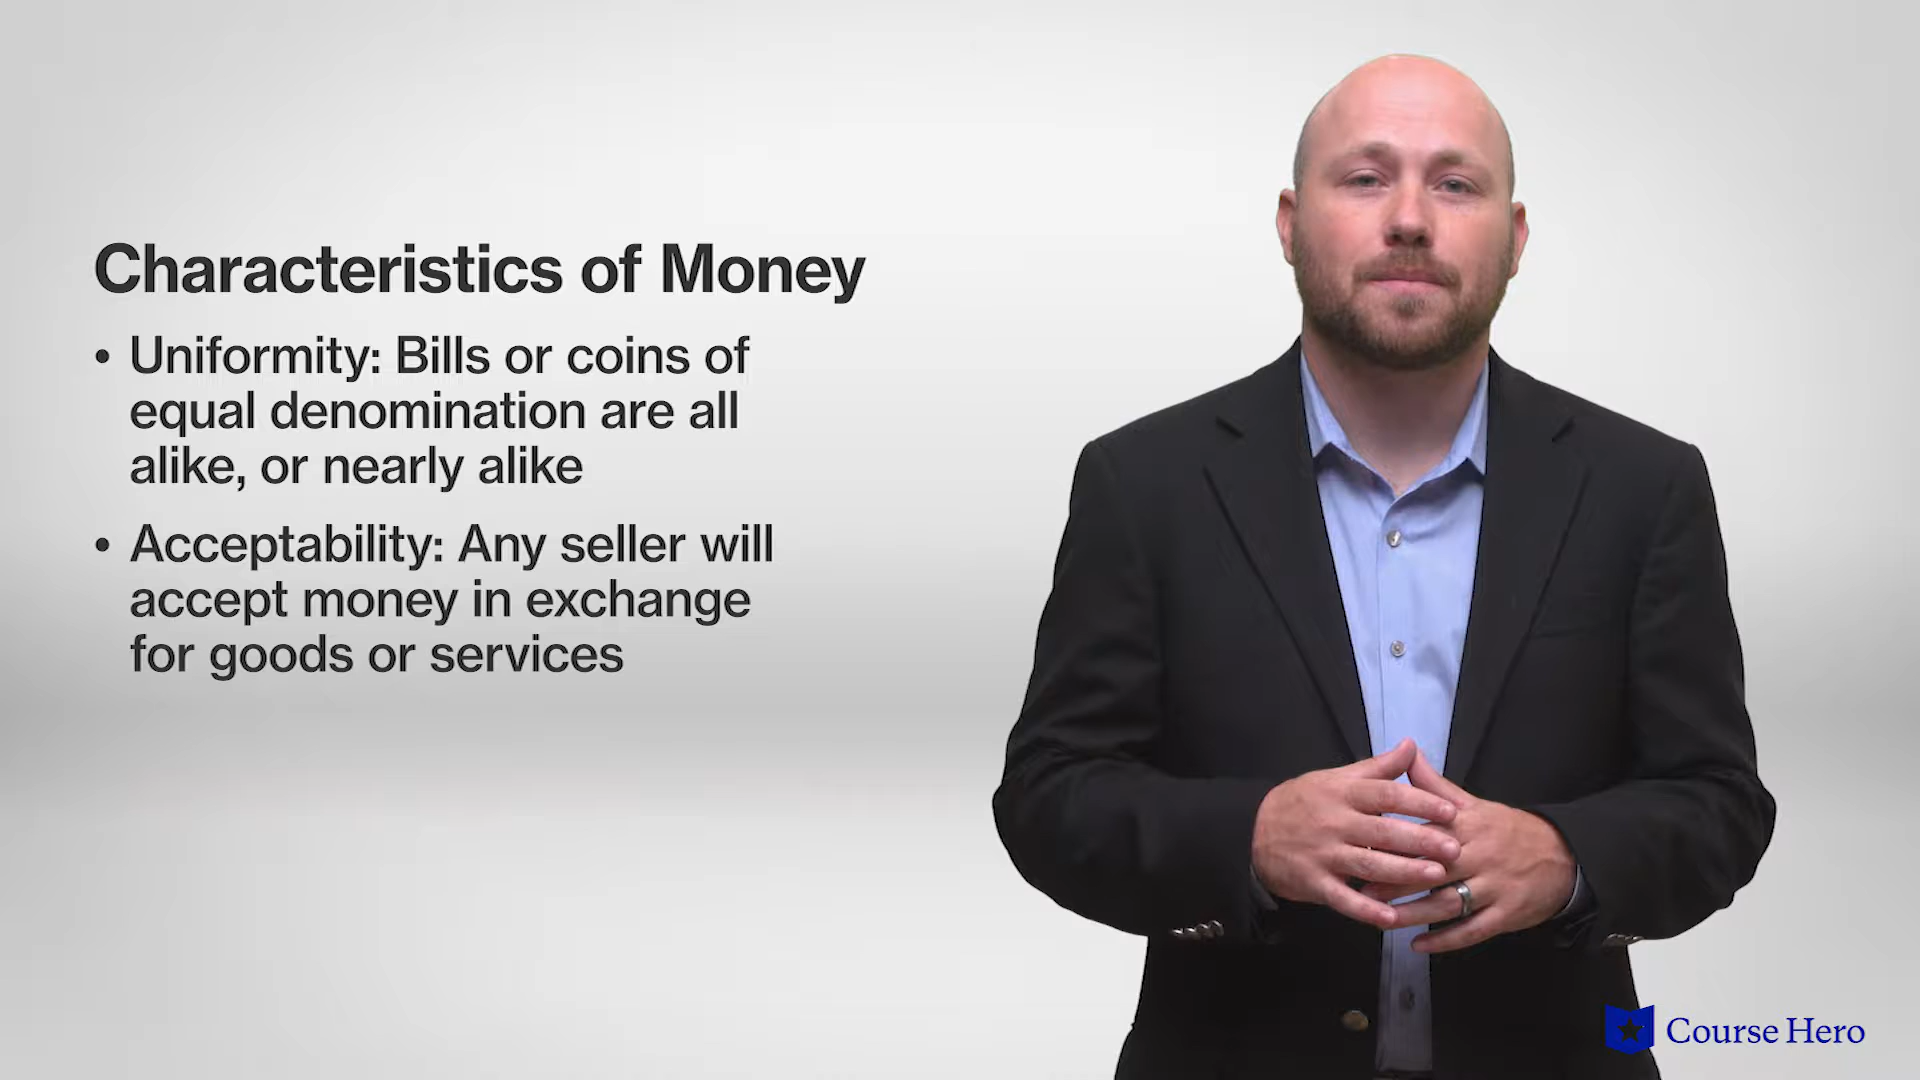 Characteristics of Money
• Uniformity: Bills or coins of
equal denomination are all
alike, or nearly alike
• Acceptability: Any seller will
accept money in exchange
for goods or services
Course Hero